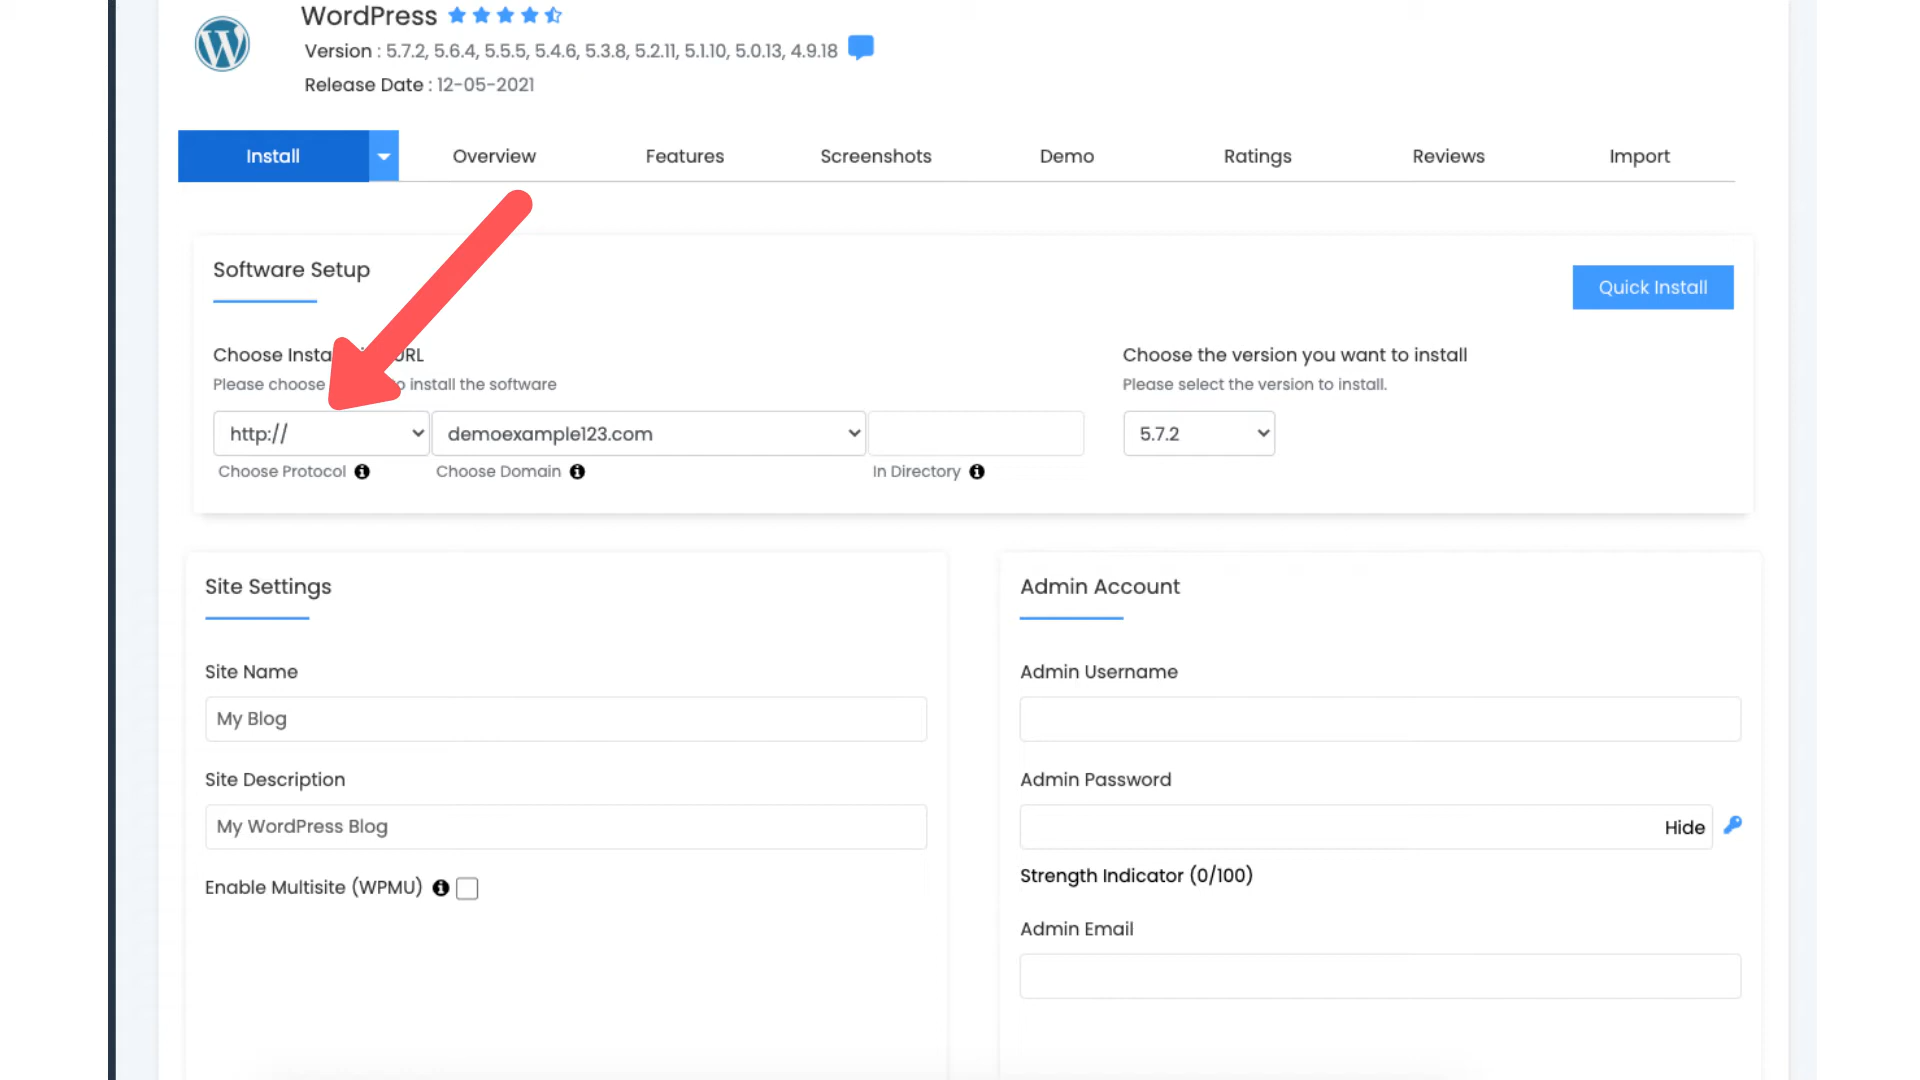 WordPress
Version : 5.7.2, 5.6.4, 5.5.5, 5.4.6, 5.3.8, 5.2.11, 5.1.10, 5.0.13, 4.9.18
Release Date : 12-05-2021
Install Overview Features Screenshots Demo Ratings Reviews Import
Software Setup
Quick Install
Choose URL
Please choose install the software
Choose the version you want to install
Please select the version to install.
http:// demoexample123.com 5.7.2
Choose Protocol Choose Domain In Directory
Site Settings
Site Name
My Blog
Site Description
My WordPress Blog
Enable Multisite (WPMU)
Admin Account
Admin Username
Admin Password
Hide
Strength Indicator (0/100)
Admin Email